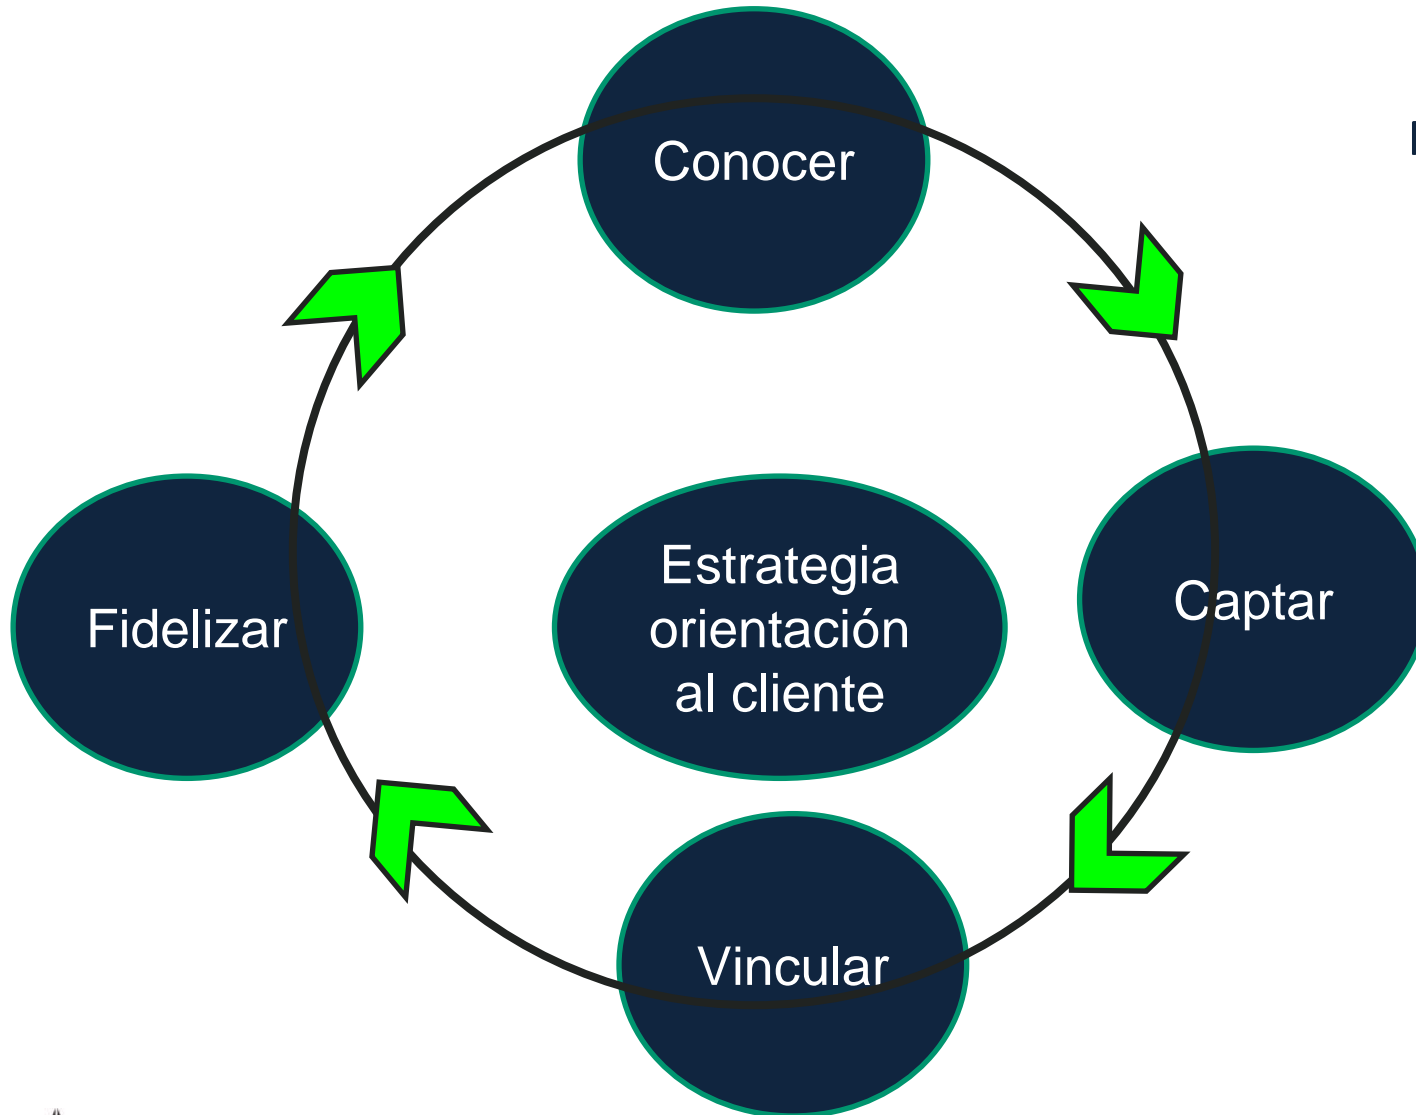 Conocer
Estrategia
orientación
al cliente
Captar
Fidelizar
Vincular